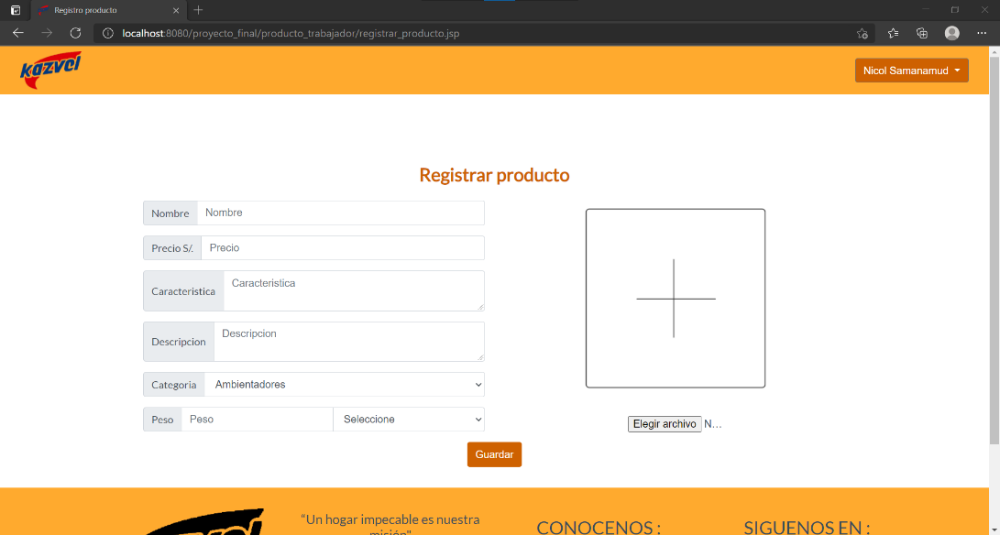 Registro producto
localhost:8080/proyecto_final/producto_trabajador/registrar_producto.jsp
kazvel
Nicol Samanamud
Registrar producto
Nombre Nombre
Precio S/. Precio
Caracteristica Caracteristica
Descripcion Descripcion
Categoria Ambientadores
Peso Peso Seleccione
Elegir archivo N...
Guardar
“Un hogar impecable es nuestra
misión"
CONOCENOS :
SIGUENOS EN :